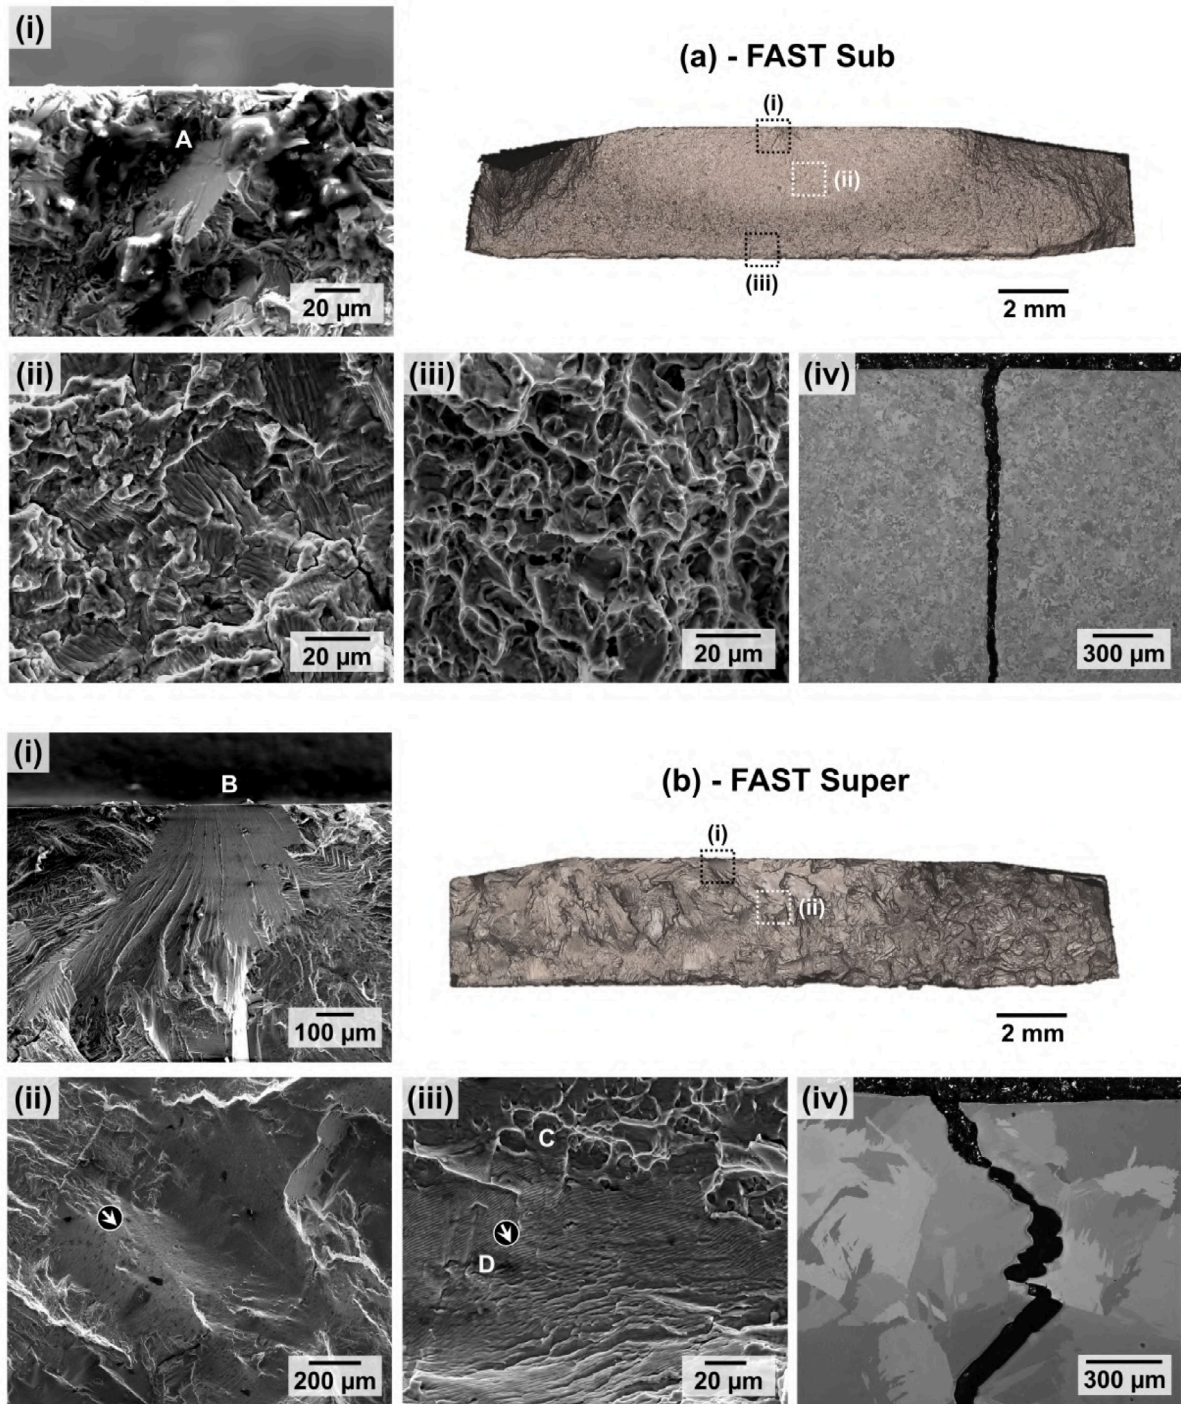 (i)
A
20 µm
(a) - FAST Sub
(i)
(ii)
(iii)
2 mm
(ii)
20 µm
(iii)
20 µm
(iv)
300 µm
(i)
B
100 µm
(b) - FAST Super
(i)
(ii)
2 mm
(ii)
200 µm
(iii)
C
D
20 µm
(iv)
300 µm